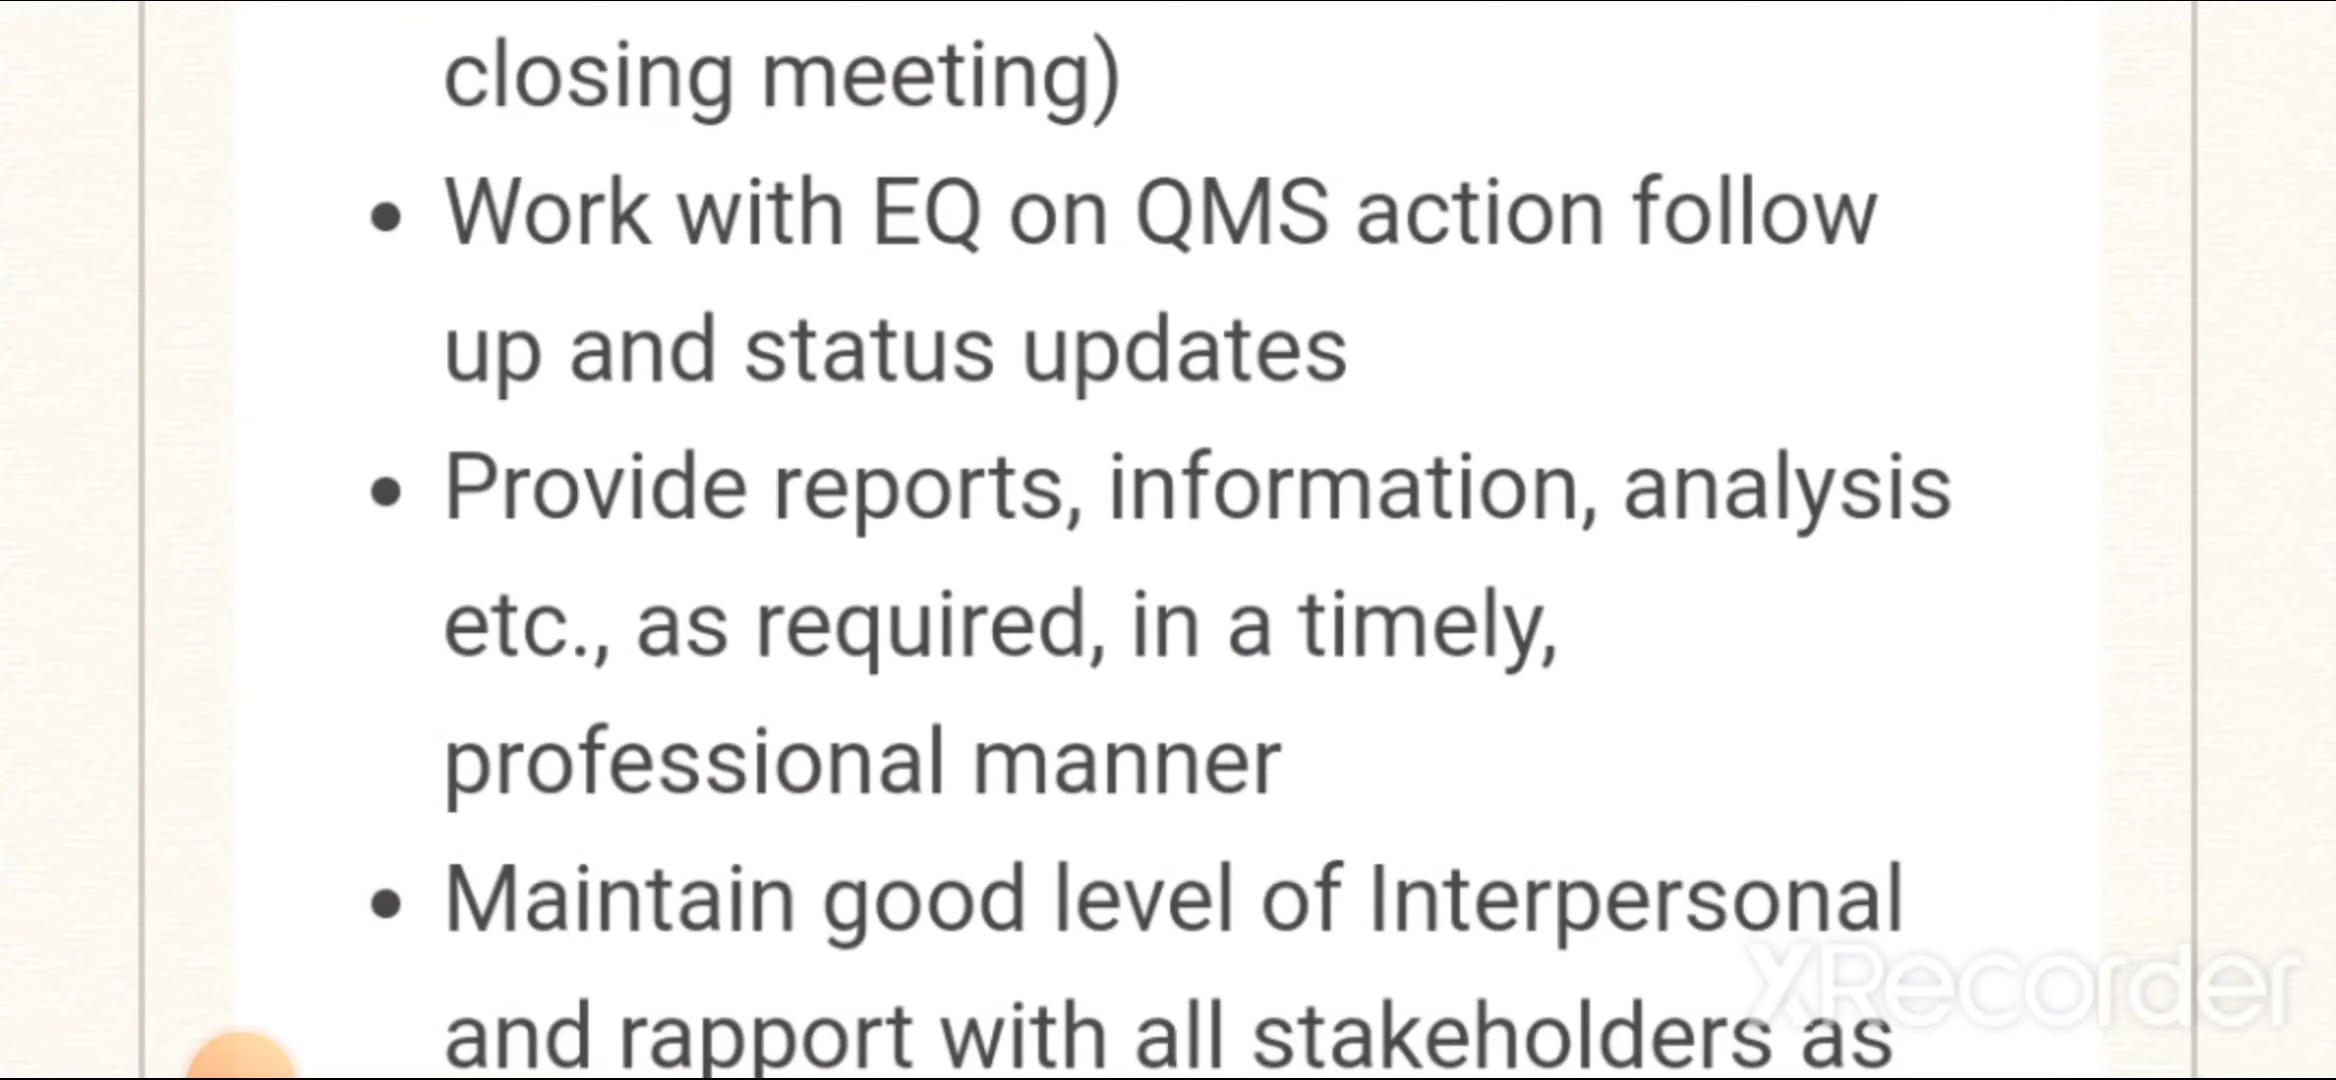 closing meeting)
• Work with EQ on QMS action follow
up and status updates
• Provide reports, information, analysis
etc., as required, in a timely,
professional manner
• Maintain good level of Interpersonal
and rapport with all stakeholders as
XRecorder